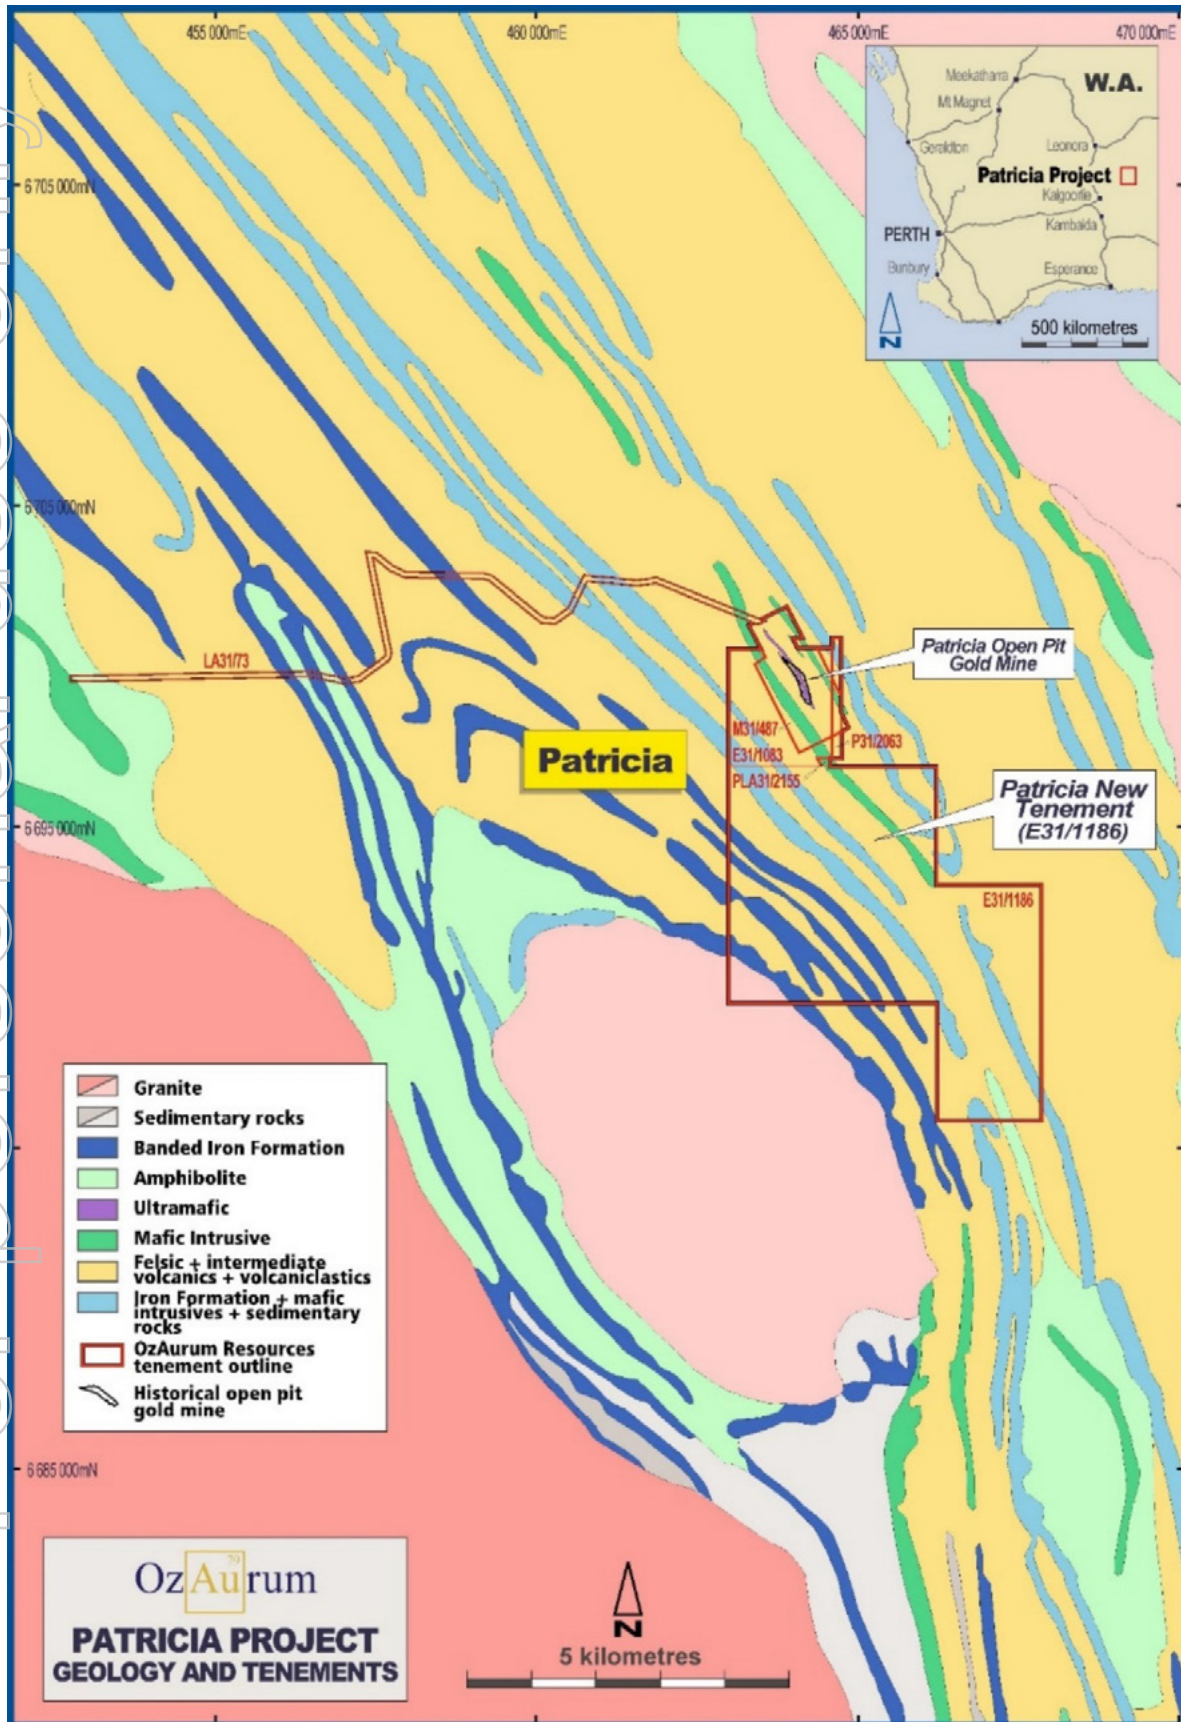 455 000mE
460 000mE
465 000mE
470 000mE
W.A.
Meekatharra
Mt Magnet
Geraldton
Leonora
Patricia Project
Kalgoorlie
Kambalda
PERTH
Bunbury
Esperance
N
500 kilometres
6 705 000mN
6 705 000mN
LA31/73
Patricia Open Pit
Gold Mine
M31/487
P31/2063
E31/1083
PLA31/2155
Patricia
Patricia New
Tenement
(E31/1186)
6 695 000mN
E31/1186
Granite
Sedimentary rocks
Banded Iron Formation
Amphibolite
Ultramafic
Mafic Intrusive
Felsic + intermediate
volcanics + volcaniclastics
Iron Formation + mafic
intrusives + sedimentary
rocks
OzAurum Resources
tenement outline
Historical open pit
gold mine
6 685 000mN
79
OzAurum
PATRICIA PROJECT
GEOLOGY AND TENEMENTS
N
5 kilometres